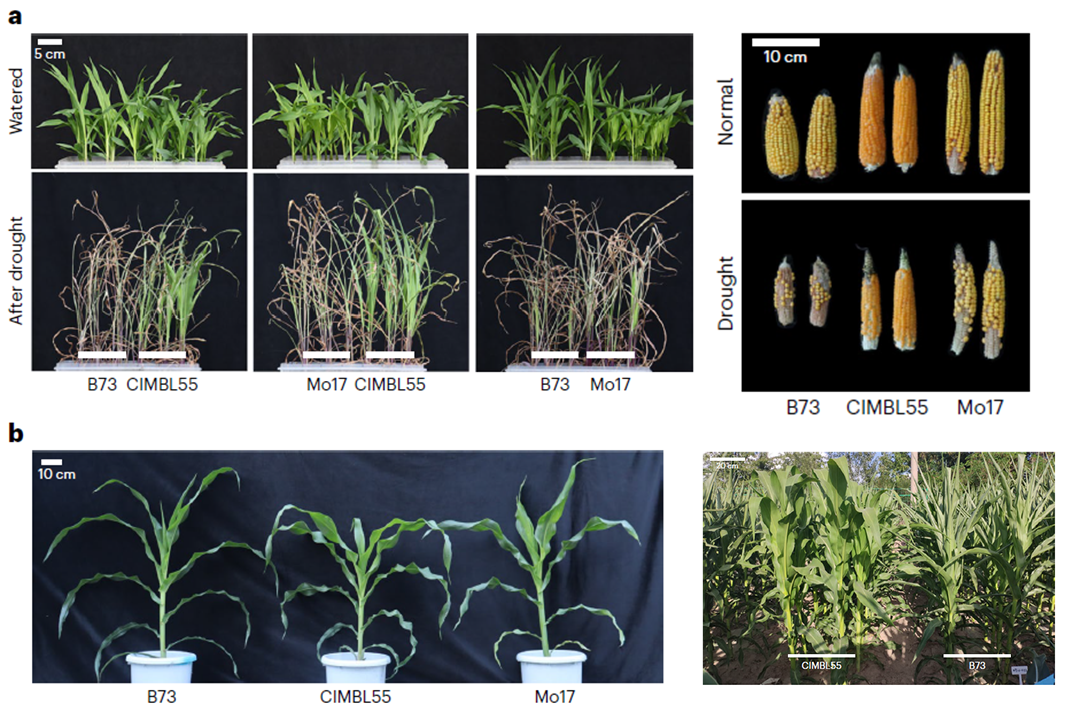 a
5 cm
Watered
After drought
B73 CIMBL55
Mo17 CIMBL55
B73 Mo17
10 cm
Normal
Drought
B73 CIMBL55 Mo17
b
10 cm
B73 CIMBL55 Mo17
20 cm
CIMBL55 B73